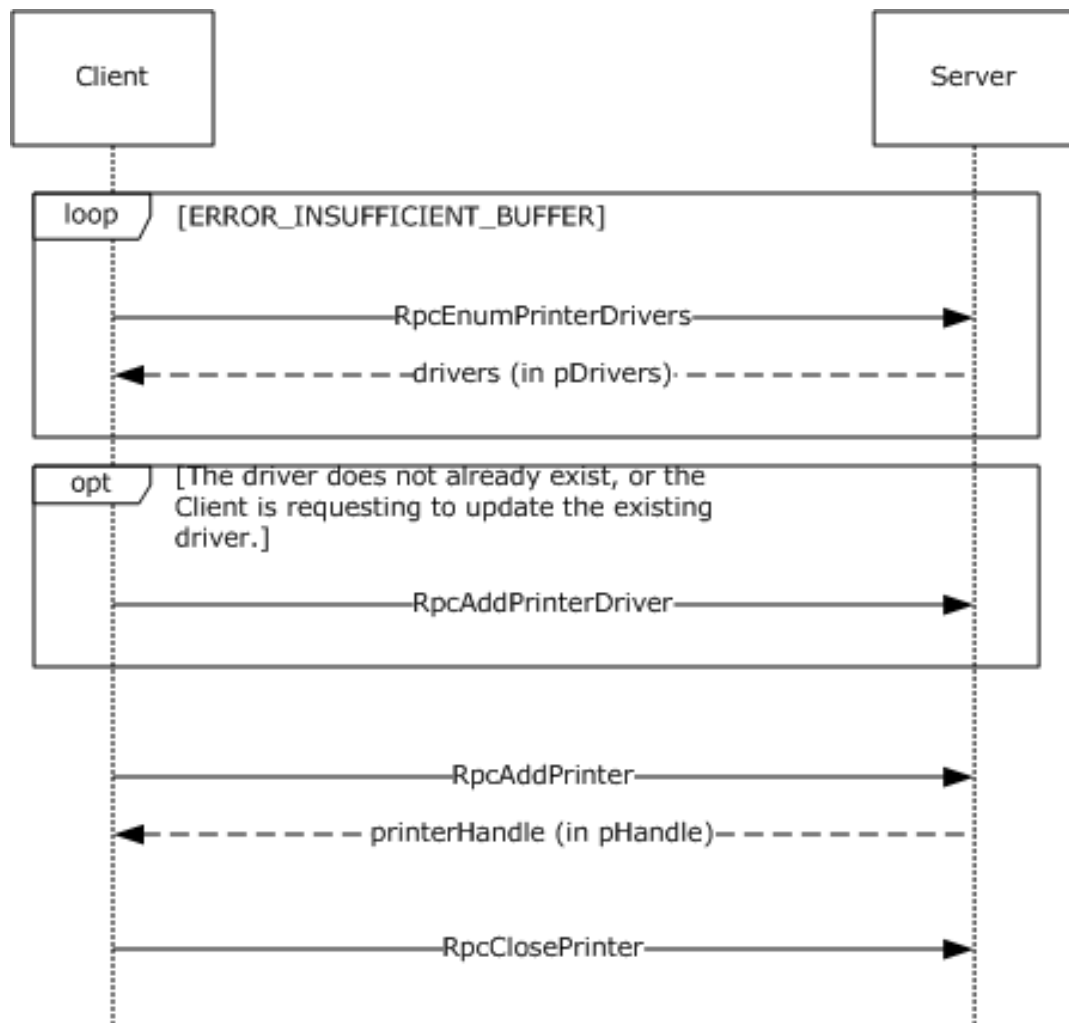 Client
Server
loop
[ERROR_INSUFFICIENT_BUFFER]
RpcEnumPrinterDrivers
drivers (in pDrivers)
opt
[The driver does not already exist, or the
Client is requesting to update the existing
driver.]
RpcAddPrinterDriver
RpcAddPrinter
printerHandle (in pHandle)
RpcClosePrinter